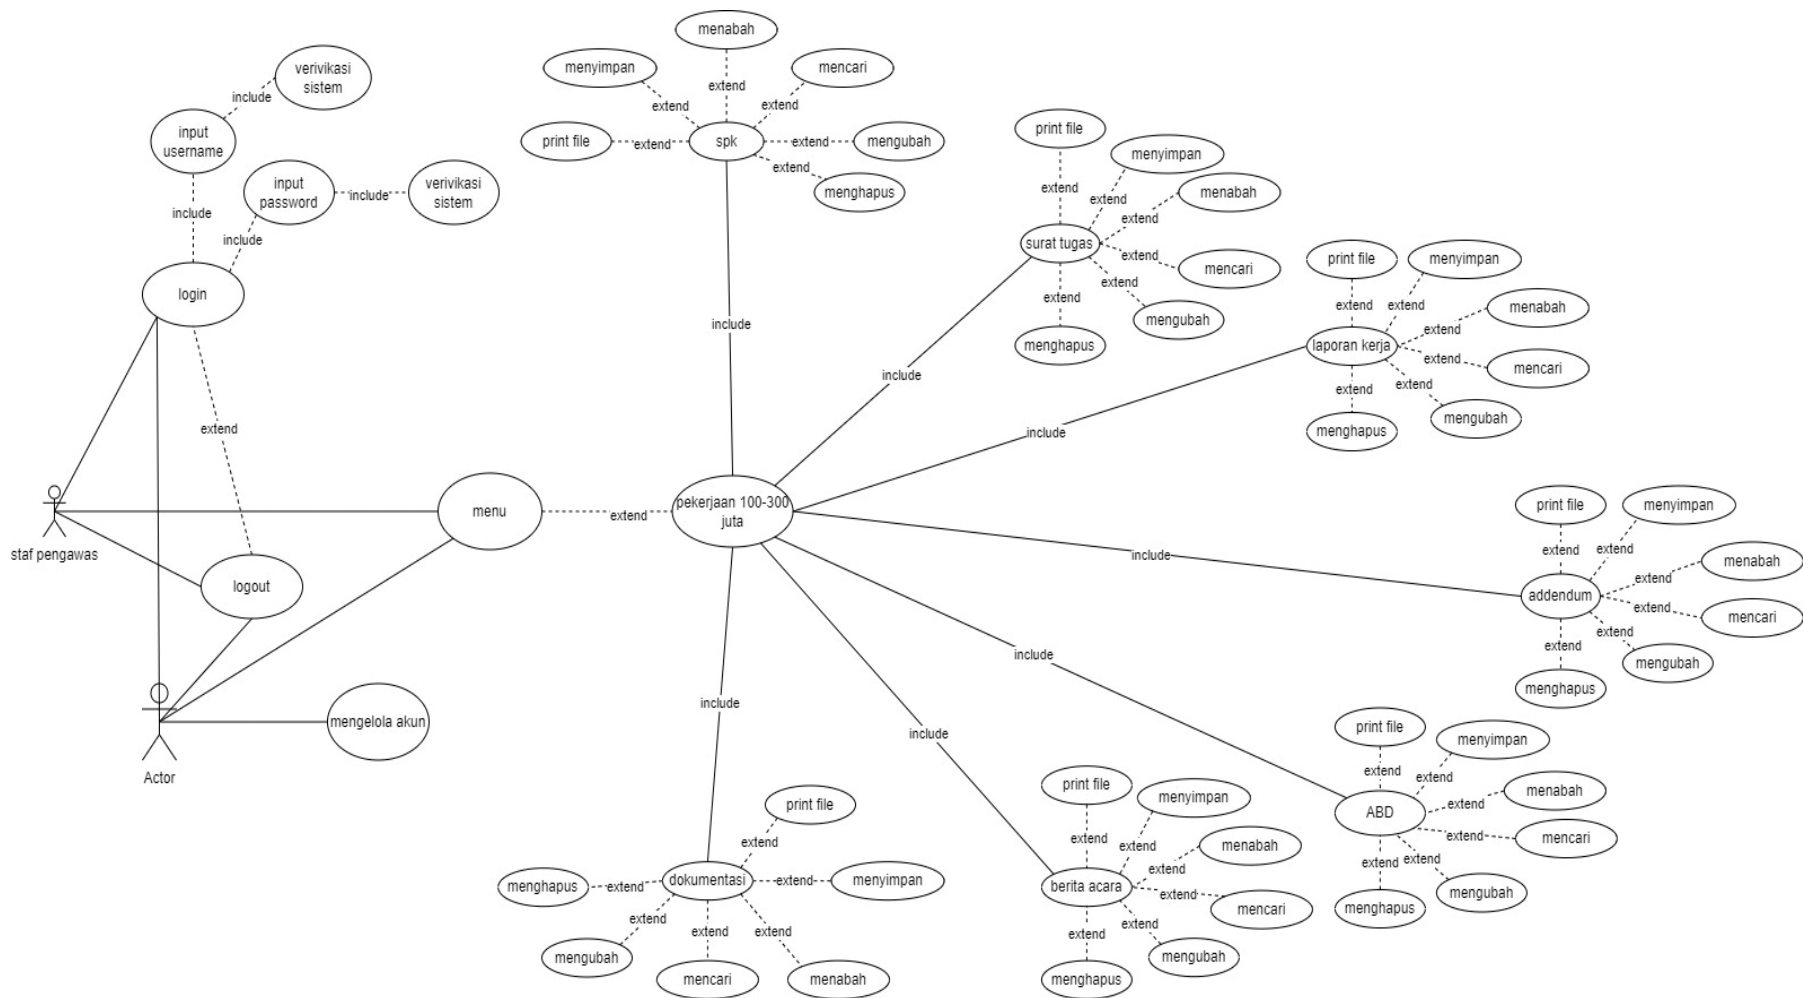 menabah
menyimpan
mencari
extend
extend
extend
print file
extend
spk
extend
mengubah
extend
menghapus
verivikasi
sistem
include
input
username
include
input
password
include
verivikasi
sistem
include
login
extend
print file
menyimpan
extend
extend
menabah
extend
surat tugas
extend
mencari
extend
extend
mengubah
menghapus
print file
menyimpan
extend
extend
menabah
extend
laporan kerja
extend
mencari
extend
extend
mengubah
menghapus
include
include
include
staf pengawas
menu
extend
pekerjaan 100-300
juta
logout
include
print file
menyimpan
extend
extend
menabah
extend
addendum
extend
mencari
extend
extend
mengubah
menghapus
Actor
mengelola akun
include
include
include
print file
menyimpan
extend
extend
menabah
extend
ABD
extend
mencari
extend
extend
mengubah
menghapus
print file
extend
menghapus
extend
dokumentasi
extend
menyimpan
extend
extend
extend
mengubah
mencari
menabah
print file
menyimpan
extend
extend
menabah
extend
berita acara
extend
mencari
extend
extend
mengubah
menghapus